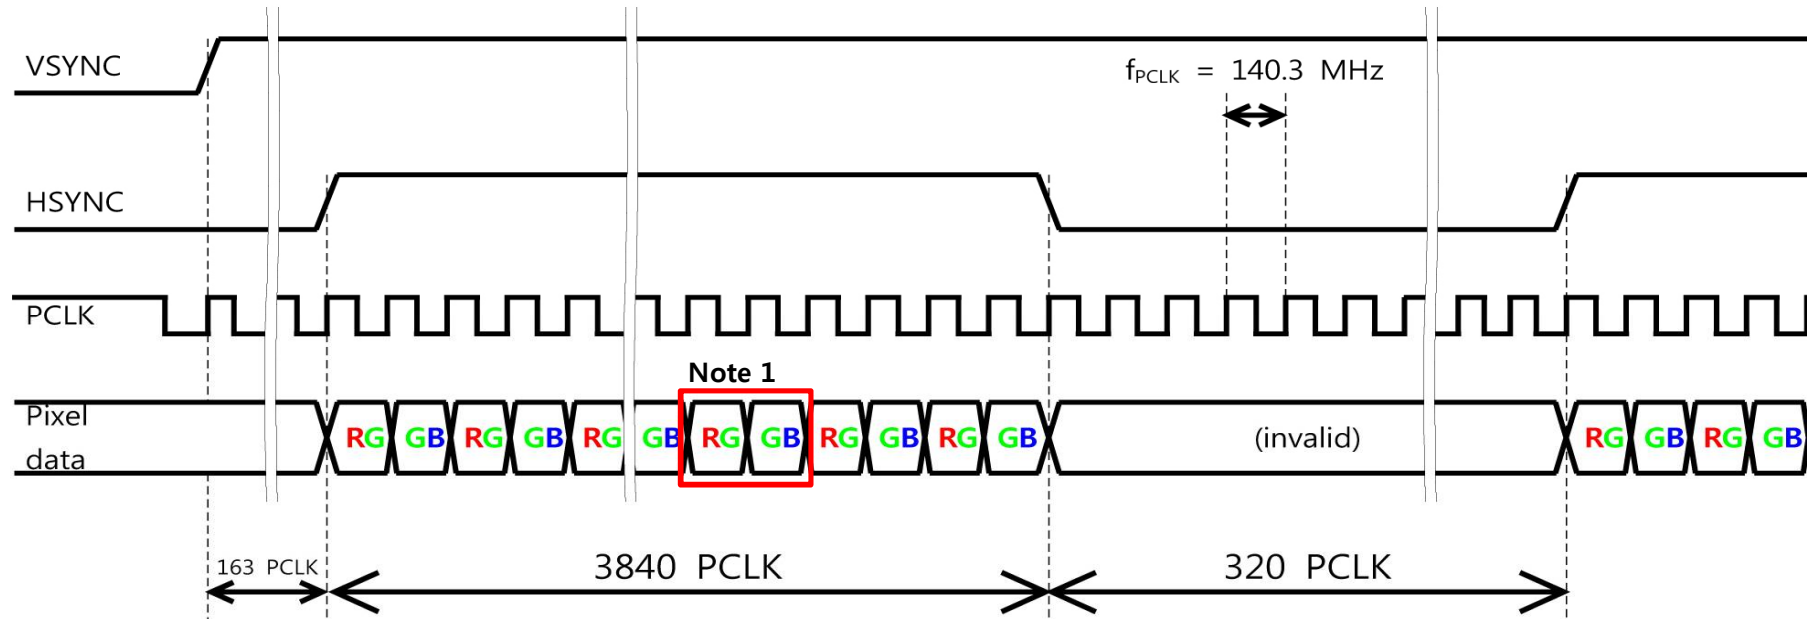 VSYNC
fPCLK = 140.3 MHz
HSYNC
PCLK
Note 1
Pixel
data
RG GB RG GB RG GB RG GB RG GB RG GB (invalid) RG GB RG GB
163 PCLK
3840 PCLK
320 PCLK